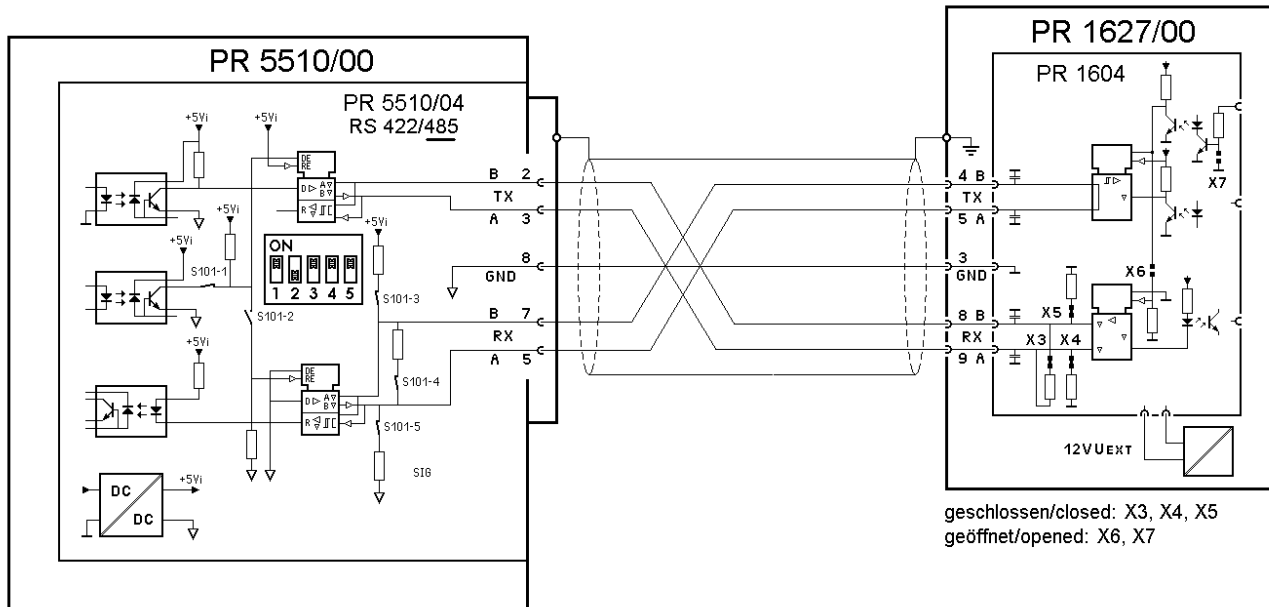 PR 5510/00
PR 5510/04
RS 422/485
+5Vi
+5Vi
DE
RE
D
A
B
R
+5Vi
+5Vi
+5Vi
S101-1
ON
1 2 3 4 5
S101-2
S101-3
S101-4
S101-5
DE
RE
D
A
B
R
SIG
DC
DC
+5Vi
B 2
TX
A 3
8
GND
B 7
RX
A 5
PR 1627/00
PR 1604
X7
4 B
TX
5 A
3
GND
X6
8 B
X5
RX
X3 X4
9 A
12VUEXT
geschlossen/closed: X3, X4, X5
geöffnet/opened: X6, X7